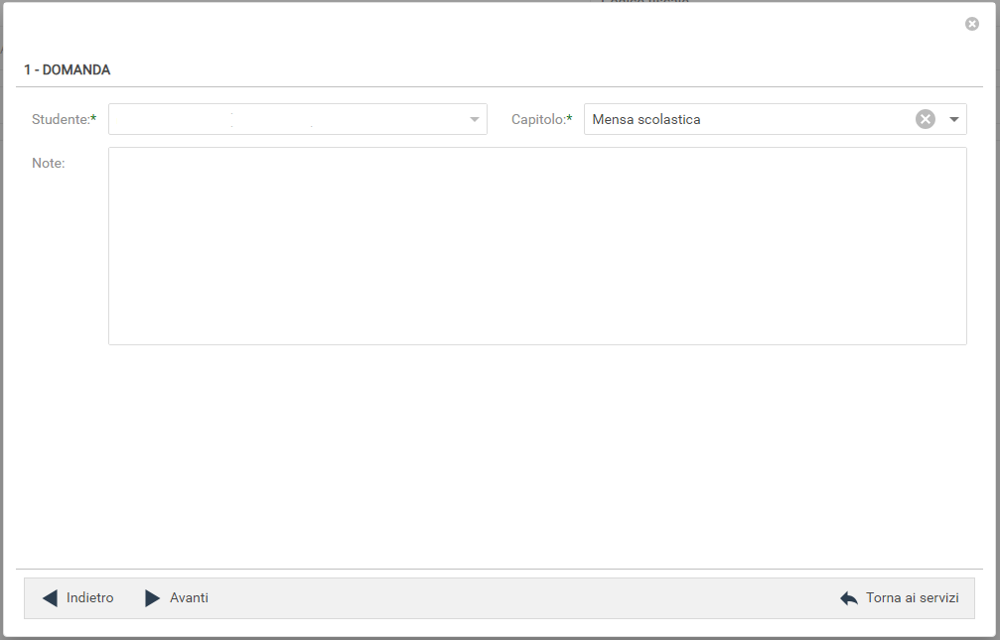 1 - DOMANDA
Studente:* Capitolo:* Mensa scolastica
Note:
Indietro Avanti Torna ai servizi